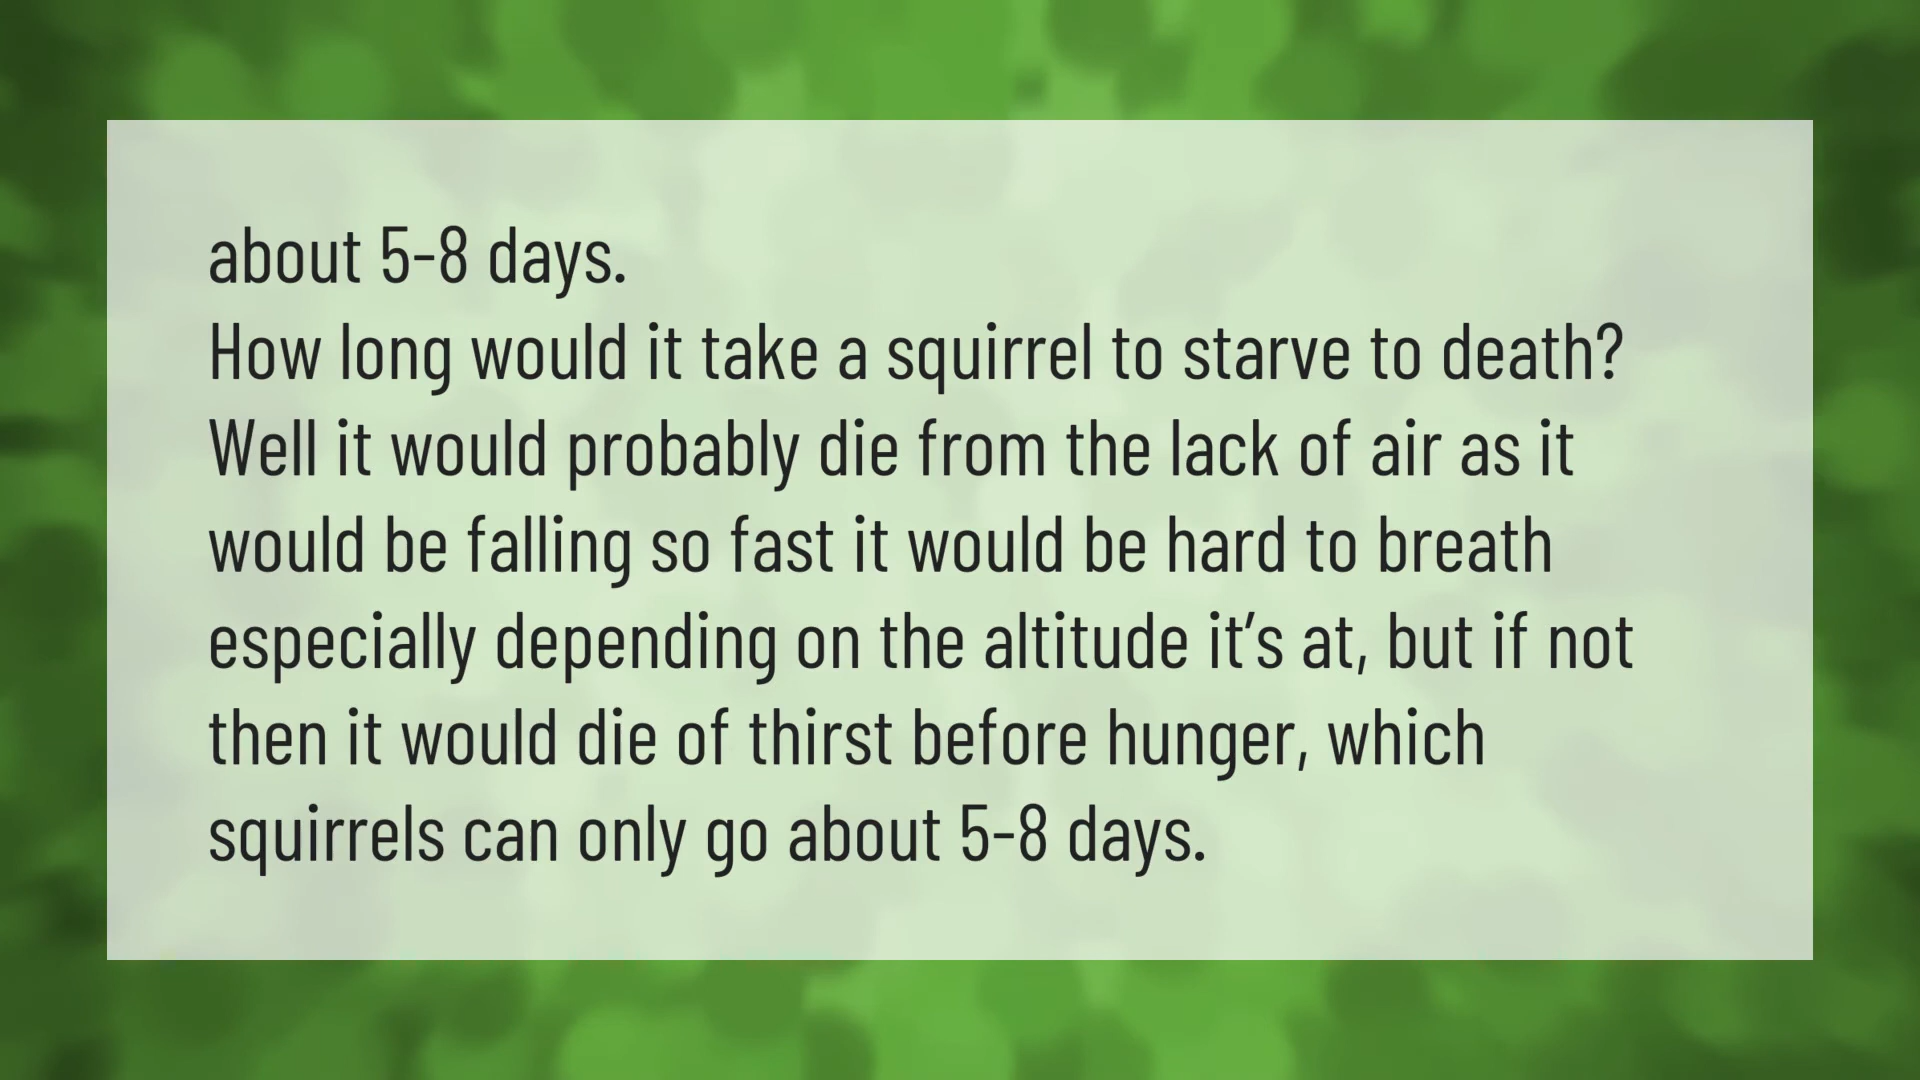 about 5-8 days.
How long would it take a squirrel to starve to death?
Well it would probably die from the lack of air as it
would be falling so fast it would be hard to breath
especially depending on the altitude it’s at, but if not
then it would die of thirst before hunger, which
squirrels can only go about 5-8 days.